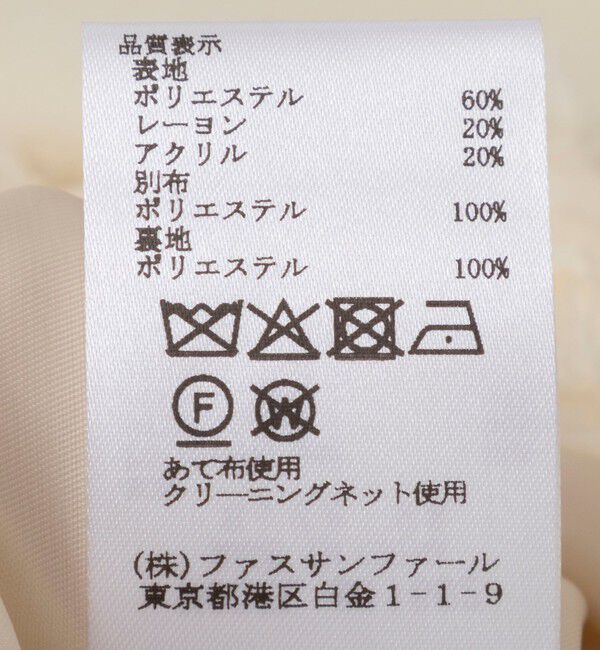 品質表示
表地
ポリエステル 60%
レーヨン 20%
アクリル 20%
別布
ポリエステル 100%
裏地
ポリエステル 100%
F W
あて布使用
クリーニングネット使用
(株)ファスサンファール
東京都港区白金1-1-9